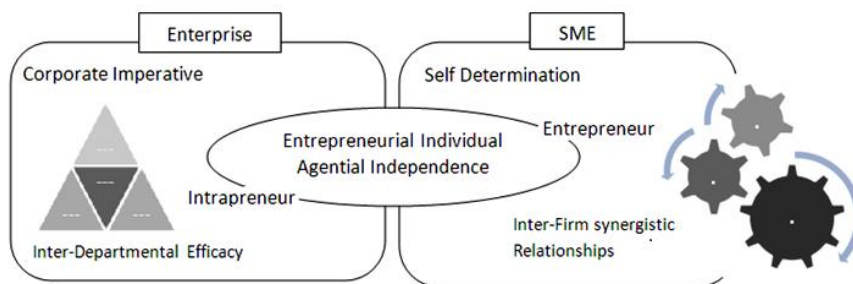 Enterprise
SME
Corporate Imperative
Self Determination
Entrepreneurial Individual
Agential Independence
Entrepreneur
Intrapreneur
Inter-Departmental Efficacy
Inter-Firm synergistic
Relationships